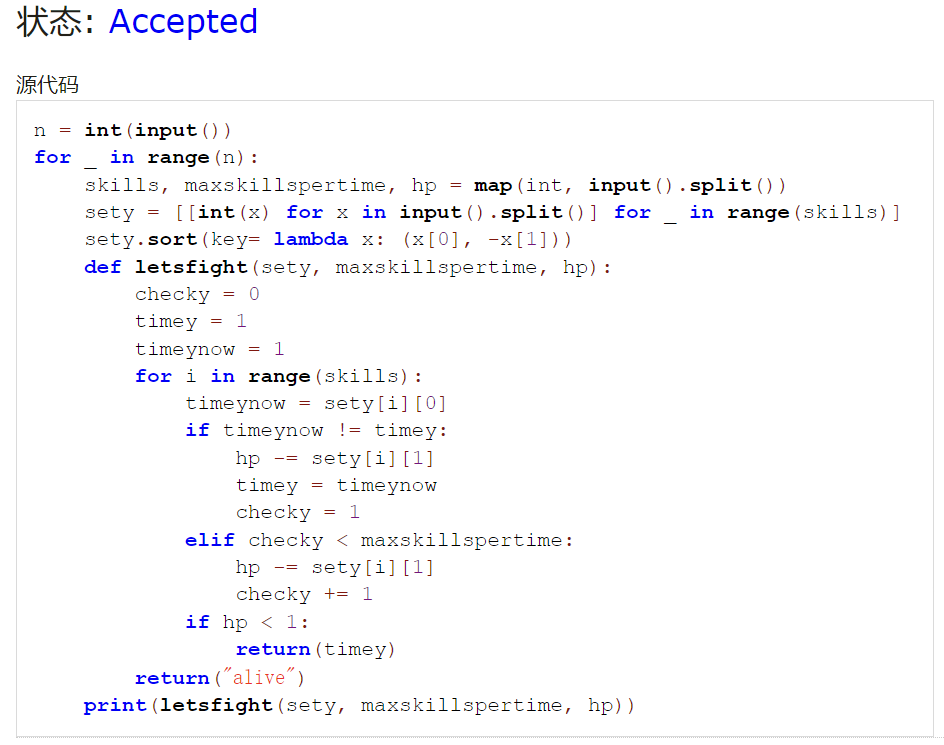 状态: Accepted
源代码
n = int(input())
for _ in range(n):
    skills, maxskillspertime, hp = map(int, input().split())
    sety = [[int(x) for x in input().split()] for _ in range(skills)]
    sety.sort(key= lambda x: (x[0], -x[1]))
    def letsfight(sety, maxskillspertime, hp):
        checky = 0
        timey = 1
        timeynow = 1
        for i in range(skills):
            timeynow = sety[i][0]
            if timeynow != timey:
                hp -= sety[i][1]
                timey = timeynow
                checky = 1
            elif checky < maxskillspertime:
                hp -= sety[i][1]
                checky += 1
            if hp < 1:
                return(timey)
        return("alive")
    print(letsfight(sety, maxskillspertime, hp))